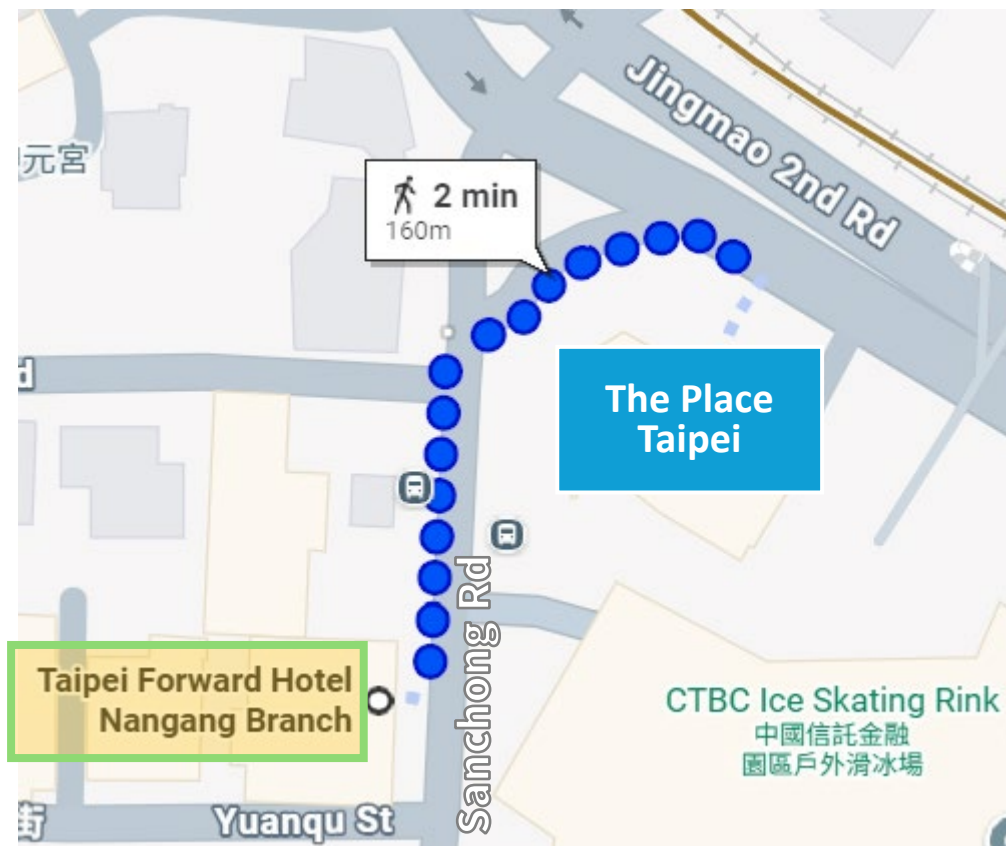 Jingmao 2nd Rd
元宮
2 min
160m
d
The Place
Taipei
Sanchong Rd
Taipei Forward Hotel
Nangang Branch
CTBC Ice Skating Rink
中國信託金融
園區戶外滑冰場
街
Yuanqu St